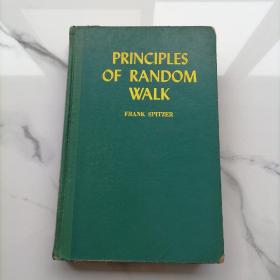 PRINCIPLES
OF RANDOM
WALK
FRANK SPITZER